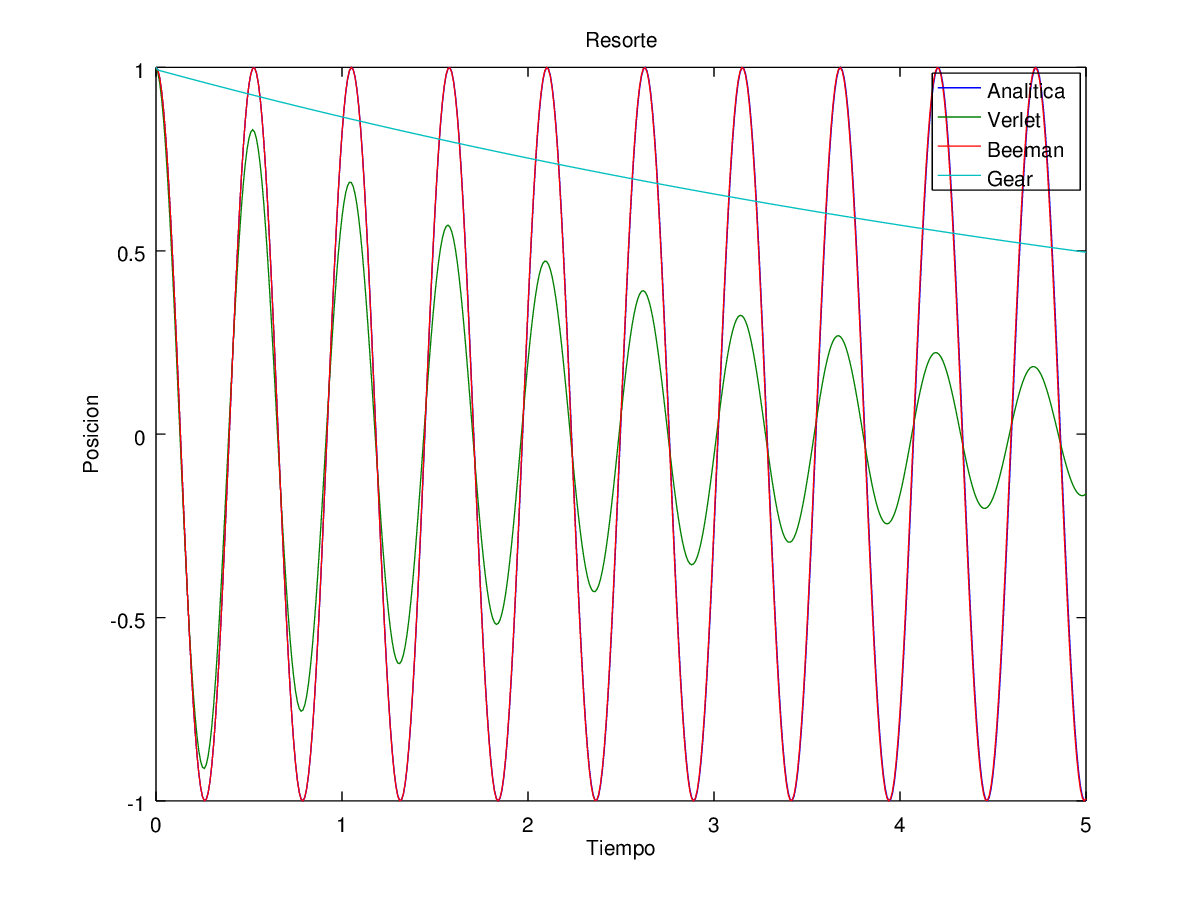 Resorte
1
0.5
0
-0.5
-1
Posicion
0
1
2
3
4
5
Tiempo
Analitica
Verlet
Beeman
Gear